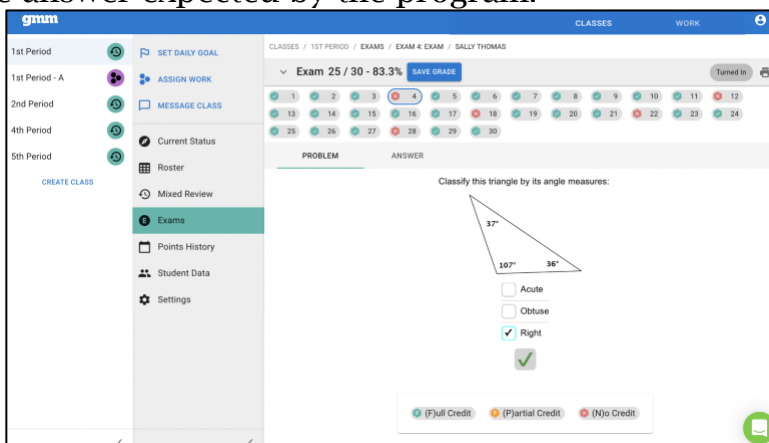 e answer expected by the program.
gmm
CLASSES
WORK
1st Period
1st Period - A
2nd Period
4th Period
5th Period
CREATE CLASS
SET DAILY GOAL
ASSIGN WORK
MESSAGE CLASS
Current Status
Roster
Mixed Review
E Exams
Points History
Student Data
Settings
CLASSES / 1ST PERIOD / EXAMS / EXAM 4: EXAM / SALLY THOMAS
Exam 25 / 30 - 83.3% SAVE GRADE
Turned In
1 2 3 4 5 6 7 8 9 10 11 12
13 14 15 16 17 18 19 20 21 22 23 24
25 26 27 28 29 30
PROBLEM ANSWER
Classify this triangle by its angle measures:
37°
107° 36°
Acute
Obtuse
Right
(F)ull Credit (P)artial Credit (N)o Credit